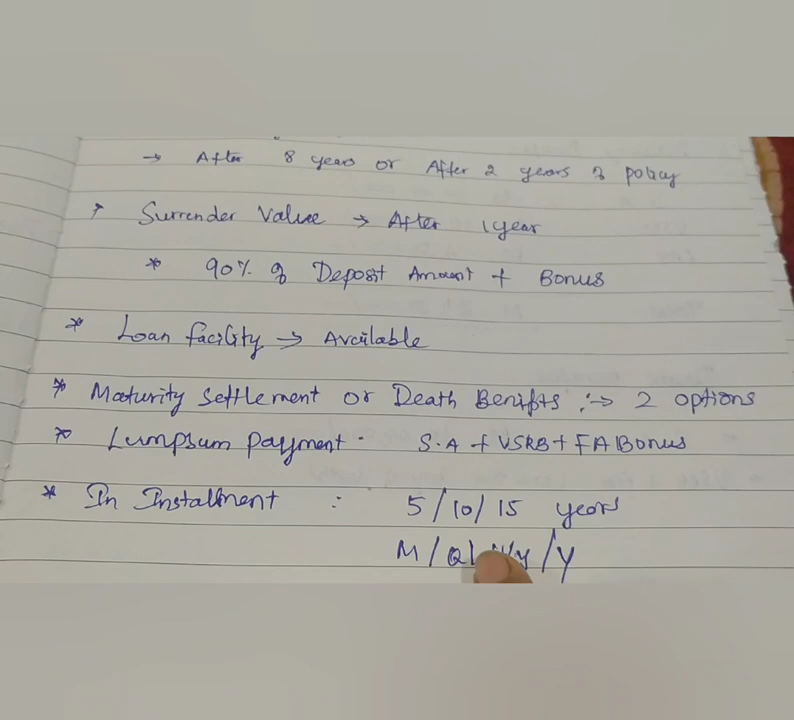 → After 8 years or After 2 years of policy
* Surrender Value → After 1 year
* 90% of Deposit Amount + Bonus
* Loan facility → Available
* Maturity Settlement or Death Benifits :→ 2 options
* Lumpsum payment : S.A + VSRB + FA Bonus
* In Installment : 5/10/15 years
M/Q/ /Y